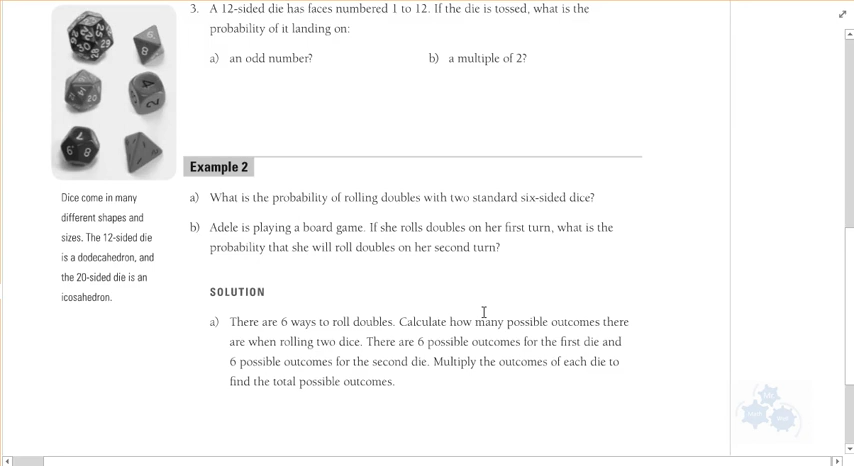 3. A 12-sided die has faces numbered 1 to 12. If the die is tossed, what is the
probability of it landing on:
a) an odd number?
b) a multiple of 2?
Example 2
Dice come in many
different shapes and
sizes. The 12-sided die
is a dodecahedron, and
the 20-sided die is an
icosahedron.
a) What is the probability of rolling doubles with two standard six-sided dice?
b) Adele is playing a board game. If she rolls doubles on her first turn, what is the
probability that she will roll doubles on her second turn?
SOLUTION
a) There are 6 ways to roll doubles. Calculate how many possible outcomes there
are when rolling two dice. There are 6 possible outcomes for the first die and
6 possible outcomes for the second die. Multiply the outcomes of each die to
find the total possible outcomes.